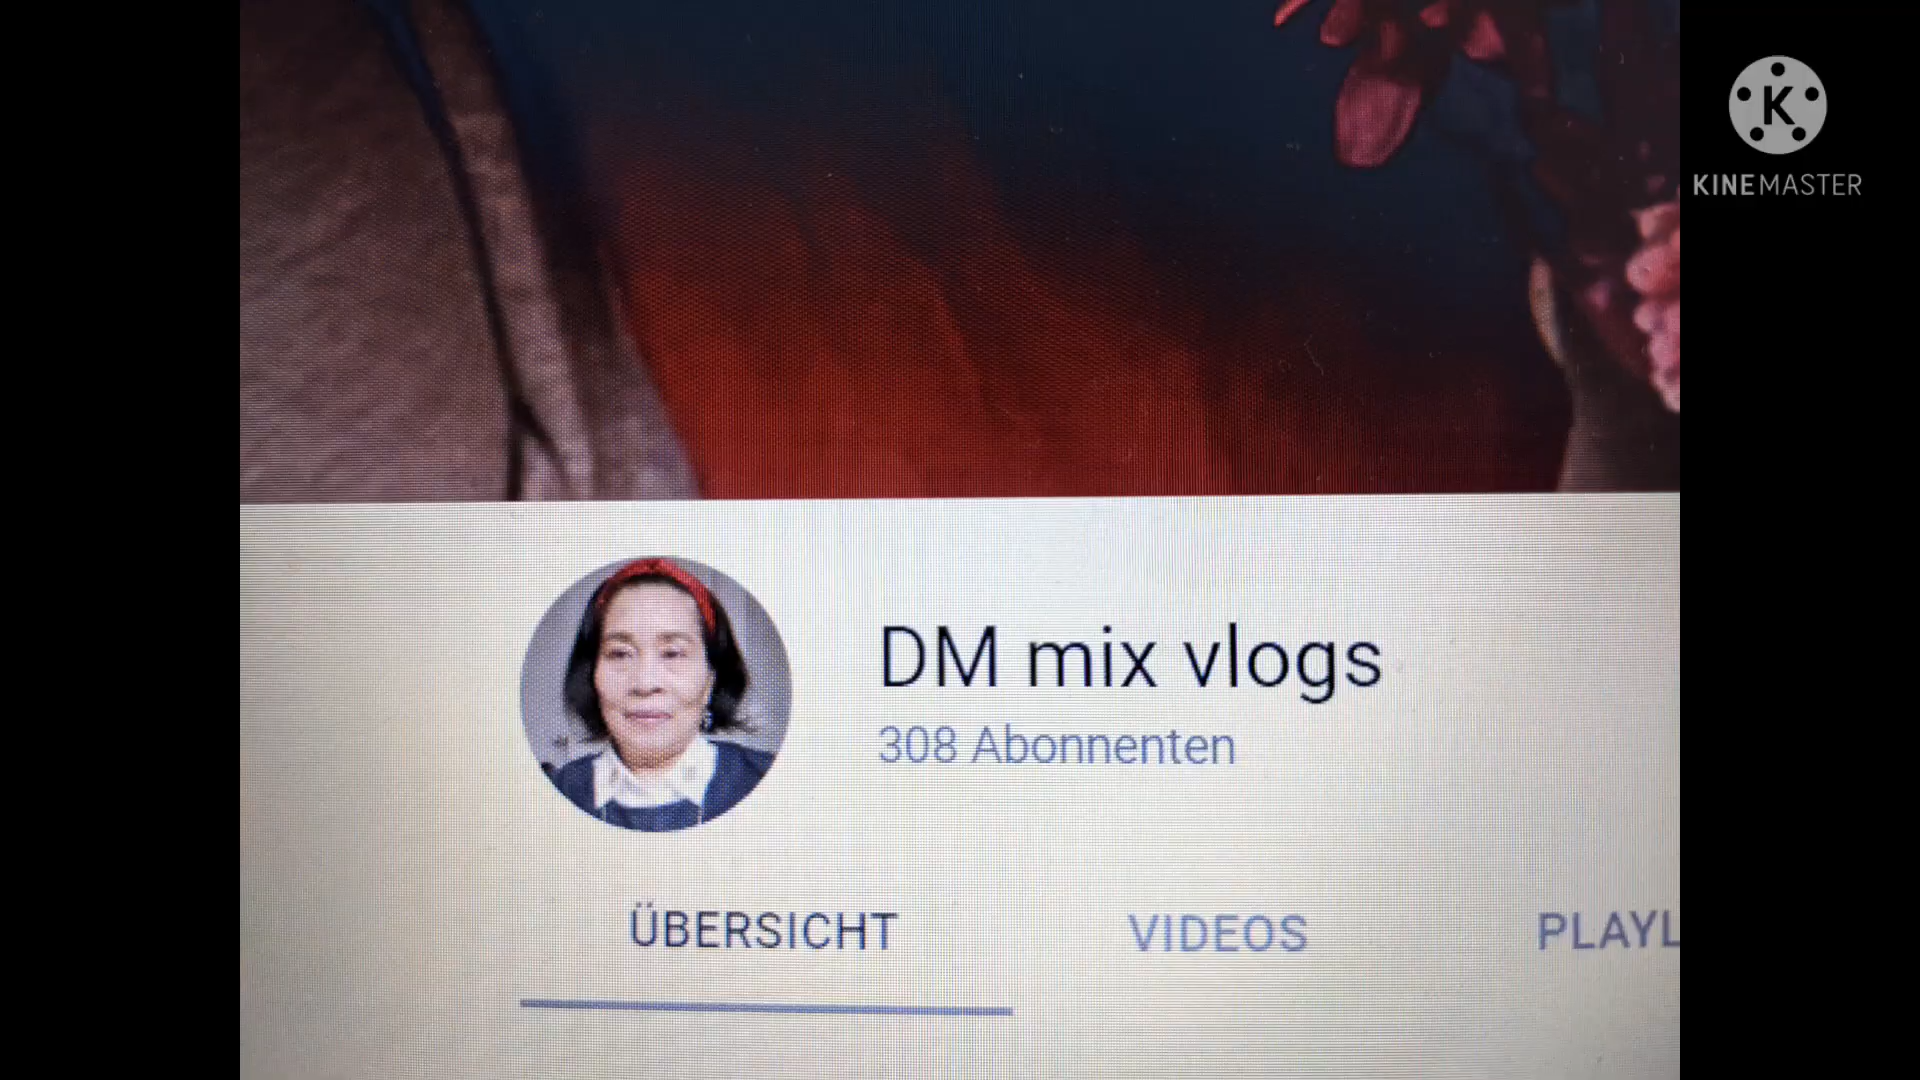 K
KINEMASTER
DM mix vlogs
308 Abonnenten
ÜBERSICHT VIDEOS PLAYL